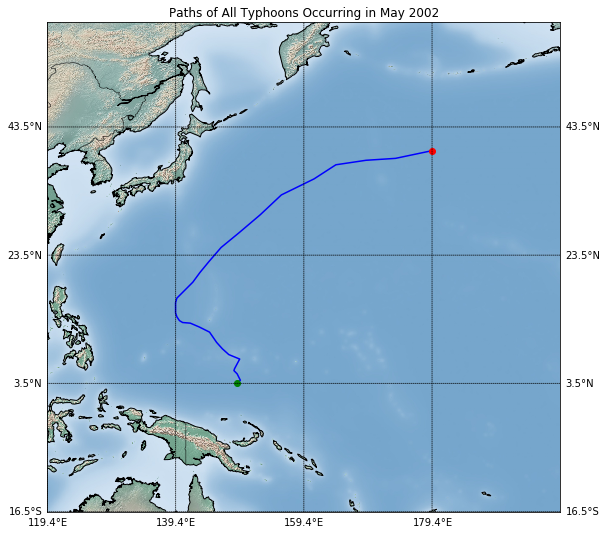 Paths of All Typhoons Occurring in May 2002
43.5°N 43.5°N
23.5°N 23.5°N
3.5°N 3.5°N
16.5°S 16.5°S
119.4°E 139.4°E 159.4°E 179.4°E